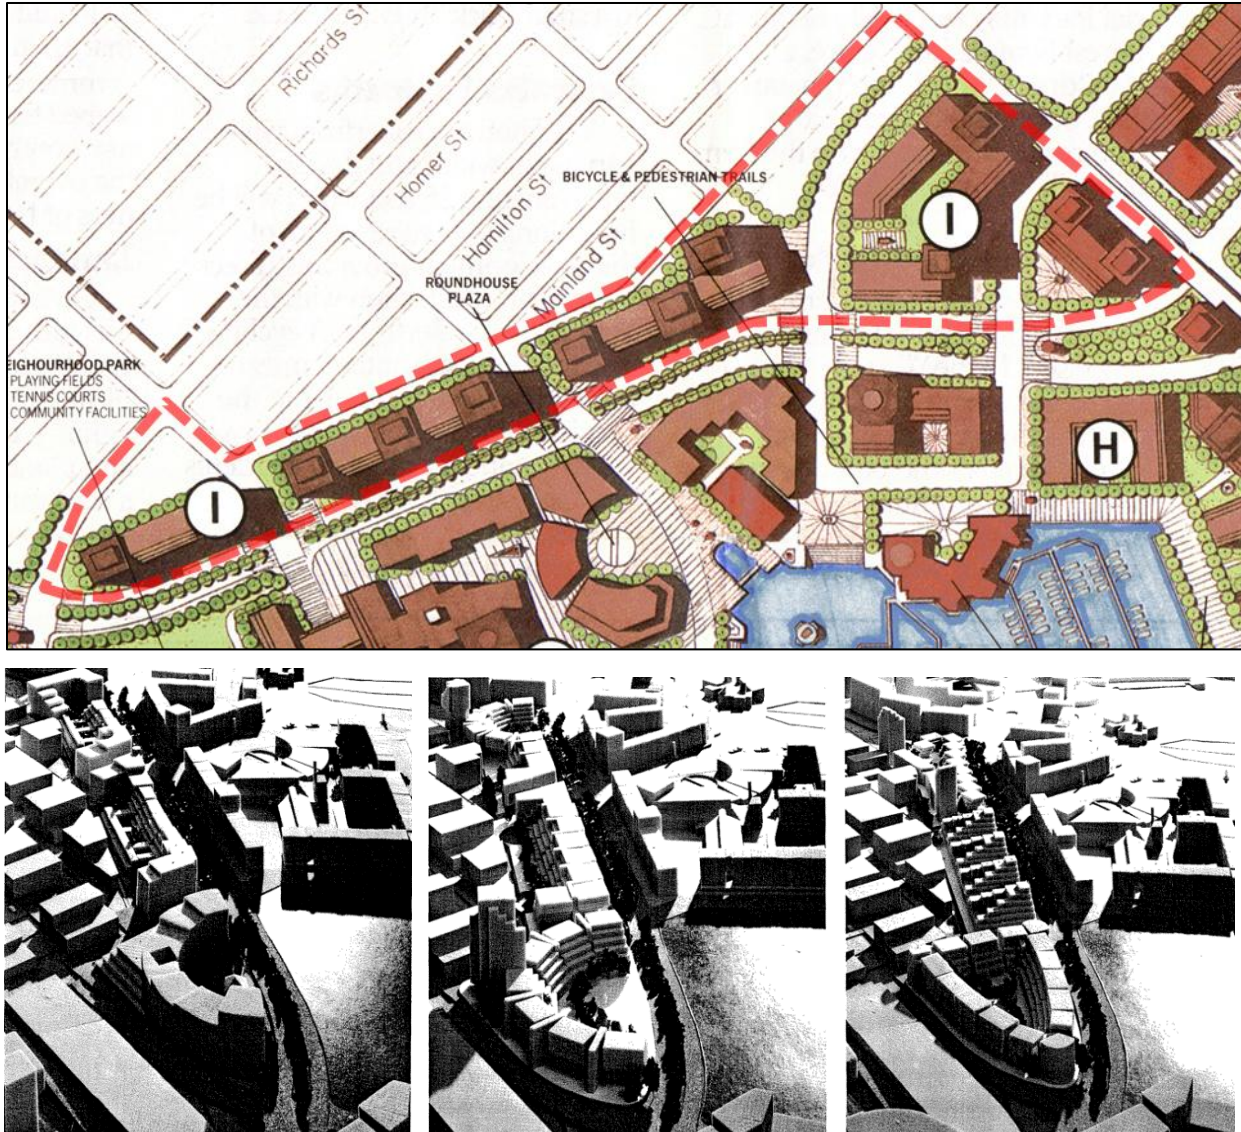 Richards St
Homer St
Hamilton St
Mainland St
BICYCLE & PEDESTRIAN TRAILS
I
ROUNDHOUSE
PLAZA
EIGHOURHOOD PARK
PLAYING FIELDS
TENNIS COURTS
COMMUNITY FACILITIES
H
I